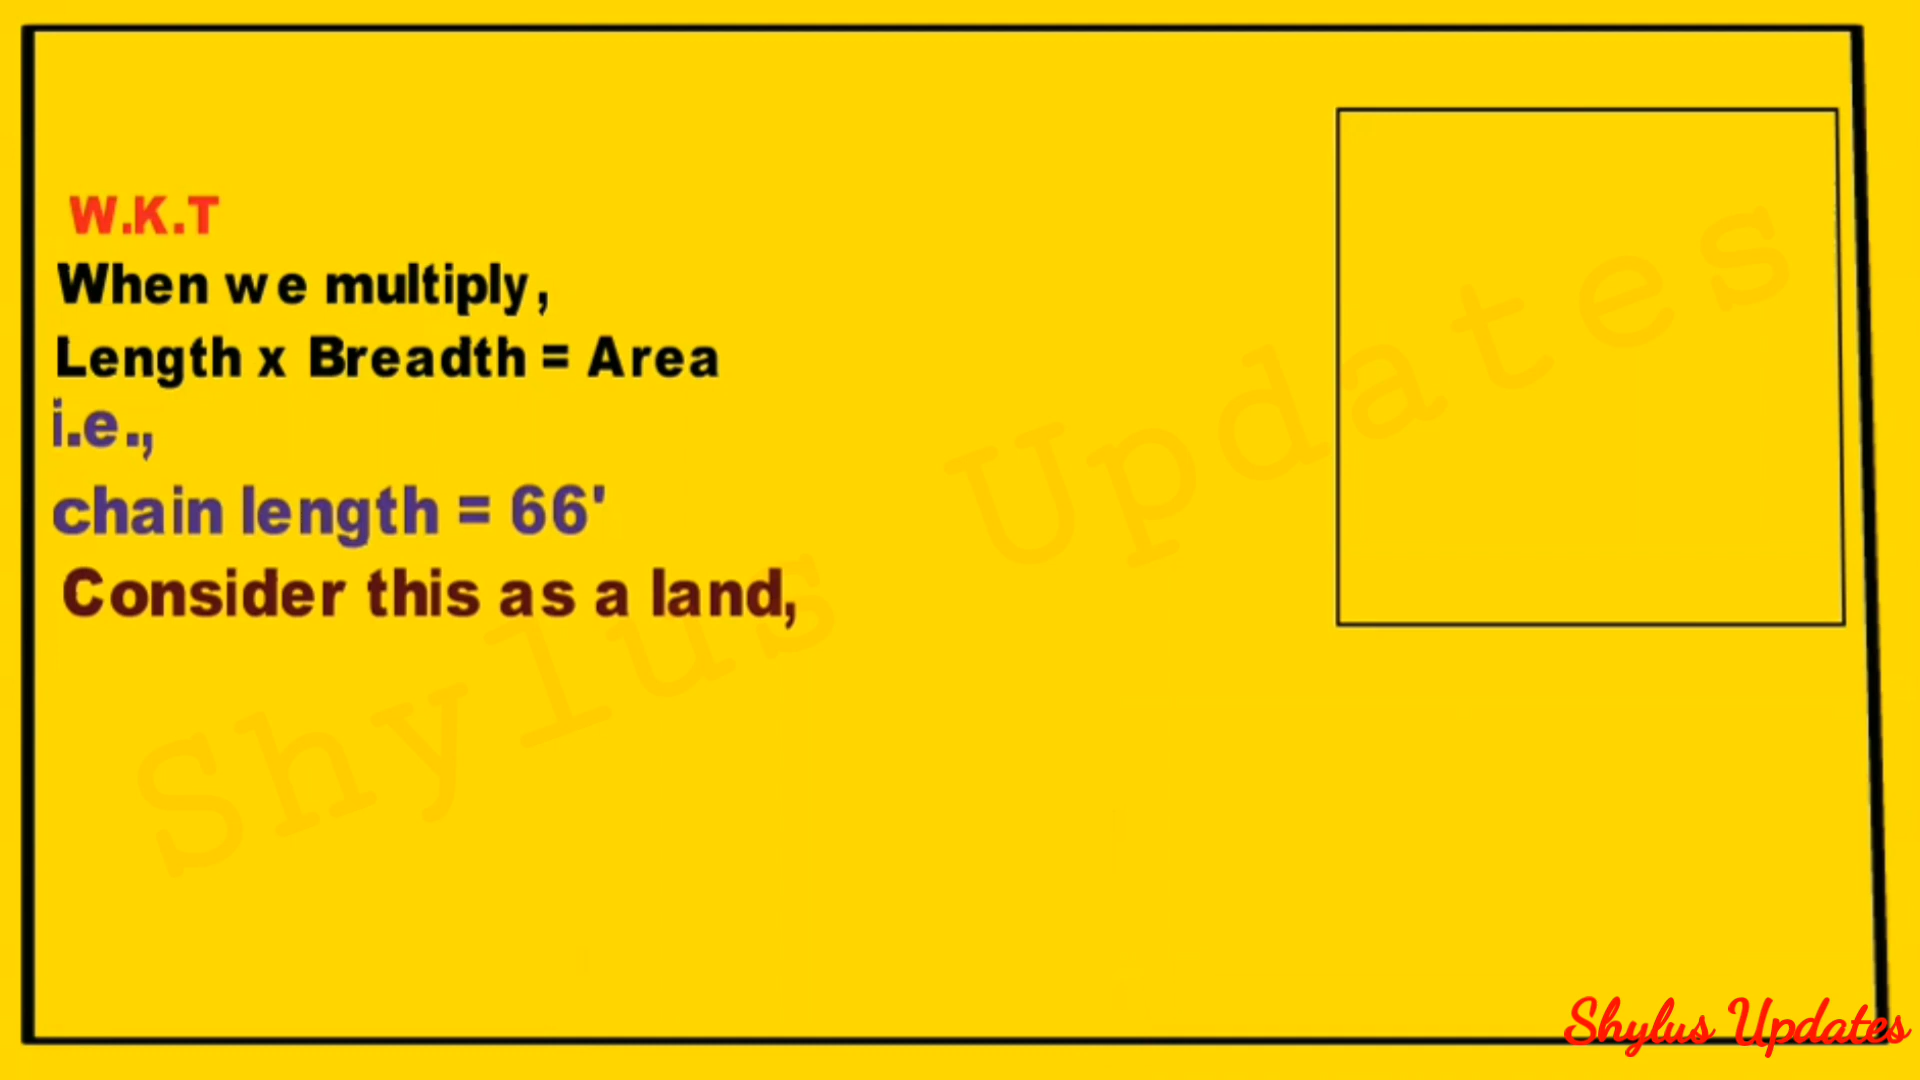 W.K.T
When we multiply,
Length x Breadth = Area
i.e.,
chain length = 66'
Consider this as a land,
Shylus Updates
Shylus Updates